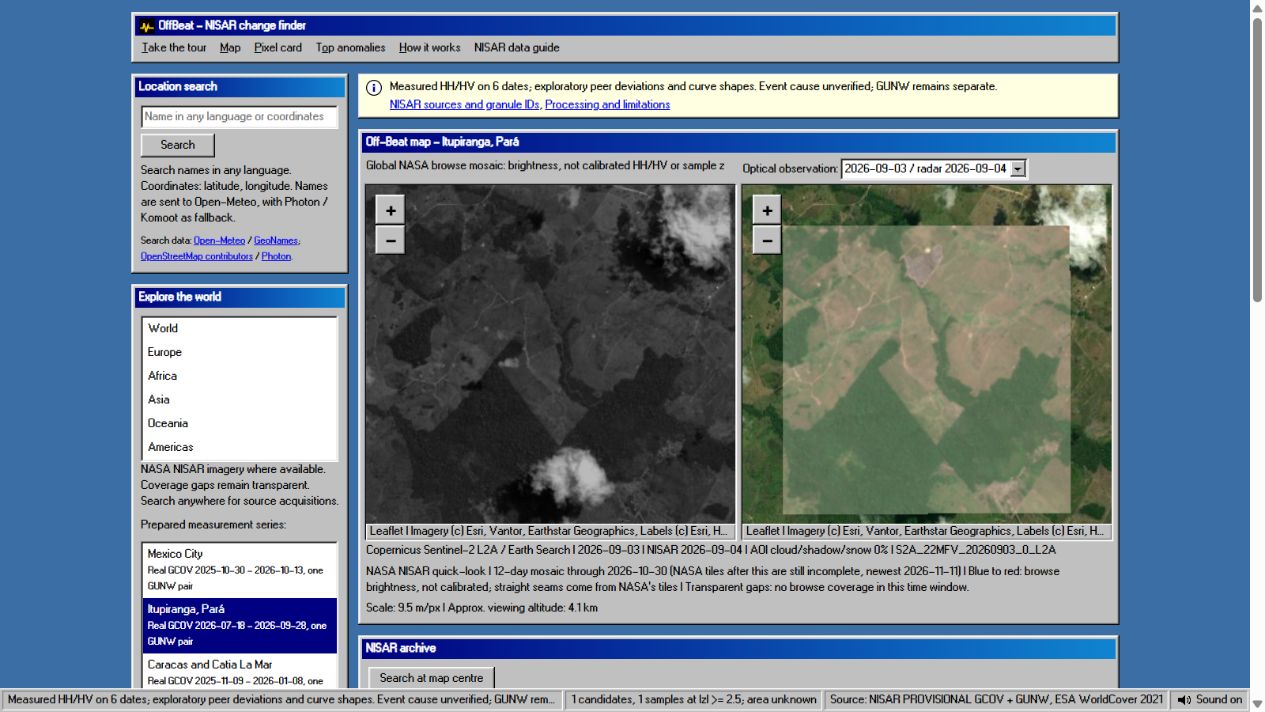 OffBeat - NISAR change finder
Take the tour Map Pixel card Top anomalies How it works NISAR data guide
Location search
Name in any language or coordinates
Search
Search names in any language.
Coordinates: latitude, longitude. Names
are sent to Open-Meteo, with Photon /
Komoot as fallback.
Search data: Open-Meteo / GeoNames;
OpenStreetMap contributors / Photon.
Explore the world
World
Europe
Africa
Asia
Oceania
Americas
NASA NISAR imagery where available.
Coverage gaps remain transparent.
Search anywhere for source acquisitions.
Prepared measurement series:
Mexico City
Real GCOV 2025-10-30 - 2026-10-13, one
GUNW pair
Itupiranga, Pará
Real GCOV 2026-07-18 - 2026-09-28, one
GUNW pair
Caracas and Catia La Mar
Real GCOV 2025-11-09 - 2026-01-08, one
Measured HH/HV on 6 dates; exploratory peer deviations and curve shapes. Event cause unverified; GUNW remains separate.
NISAR sources and granule IDs, Processing and limitations
Off-Beat map - Itupiranga, Pará
Global NASA browse mosaic: brightness, not calibrated HH/HV or sample z
Optical observation: 2026-09-03 / radar 2026-09-04
+
−
+
−
Leaflet | Imagery (c) Esri, Vantor, Earthstar Geographics, Labels (c) Esri, H...
Leaflet | Imagery (c) Esri, Vantor, Earthstar Geographics, Labels (c) Esri, H...
Copernicus Sentinel-2 L2A / Earth Search | 2026-09-03 | NISAR 2026-09-04 | AOI cloud/shadow/snow 0% | S2A_22MFV_20260903_0_L2A
NASA NISAR quick-look | 12-day mosaic through 2026-10-30 (NASA tiles after this are still incomplete, newest 2026-11-11) | Blue to red: browse
brightness, not calibrated; straight seams come from NASA's tiles | Transparent gaps: no browse coverage in this time window.
Scale: 9.5 m/px | Approx. viewing altitude: 4.1 km
NISAR archive
Search at map centre
Measured HH/HV on 6 dates; exploratory peer deviations and curve shapes. Event cause unverified; GUNW rem...
1 candidates, 1 samples at |z| >= 2.5; area unknown
Source: NISAR PROVISIONAL GCOV + GUNW, ESA WorldCover 2021
Sound on